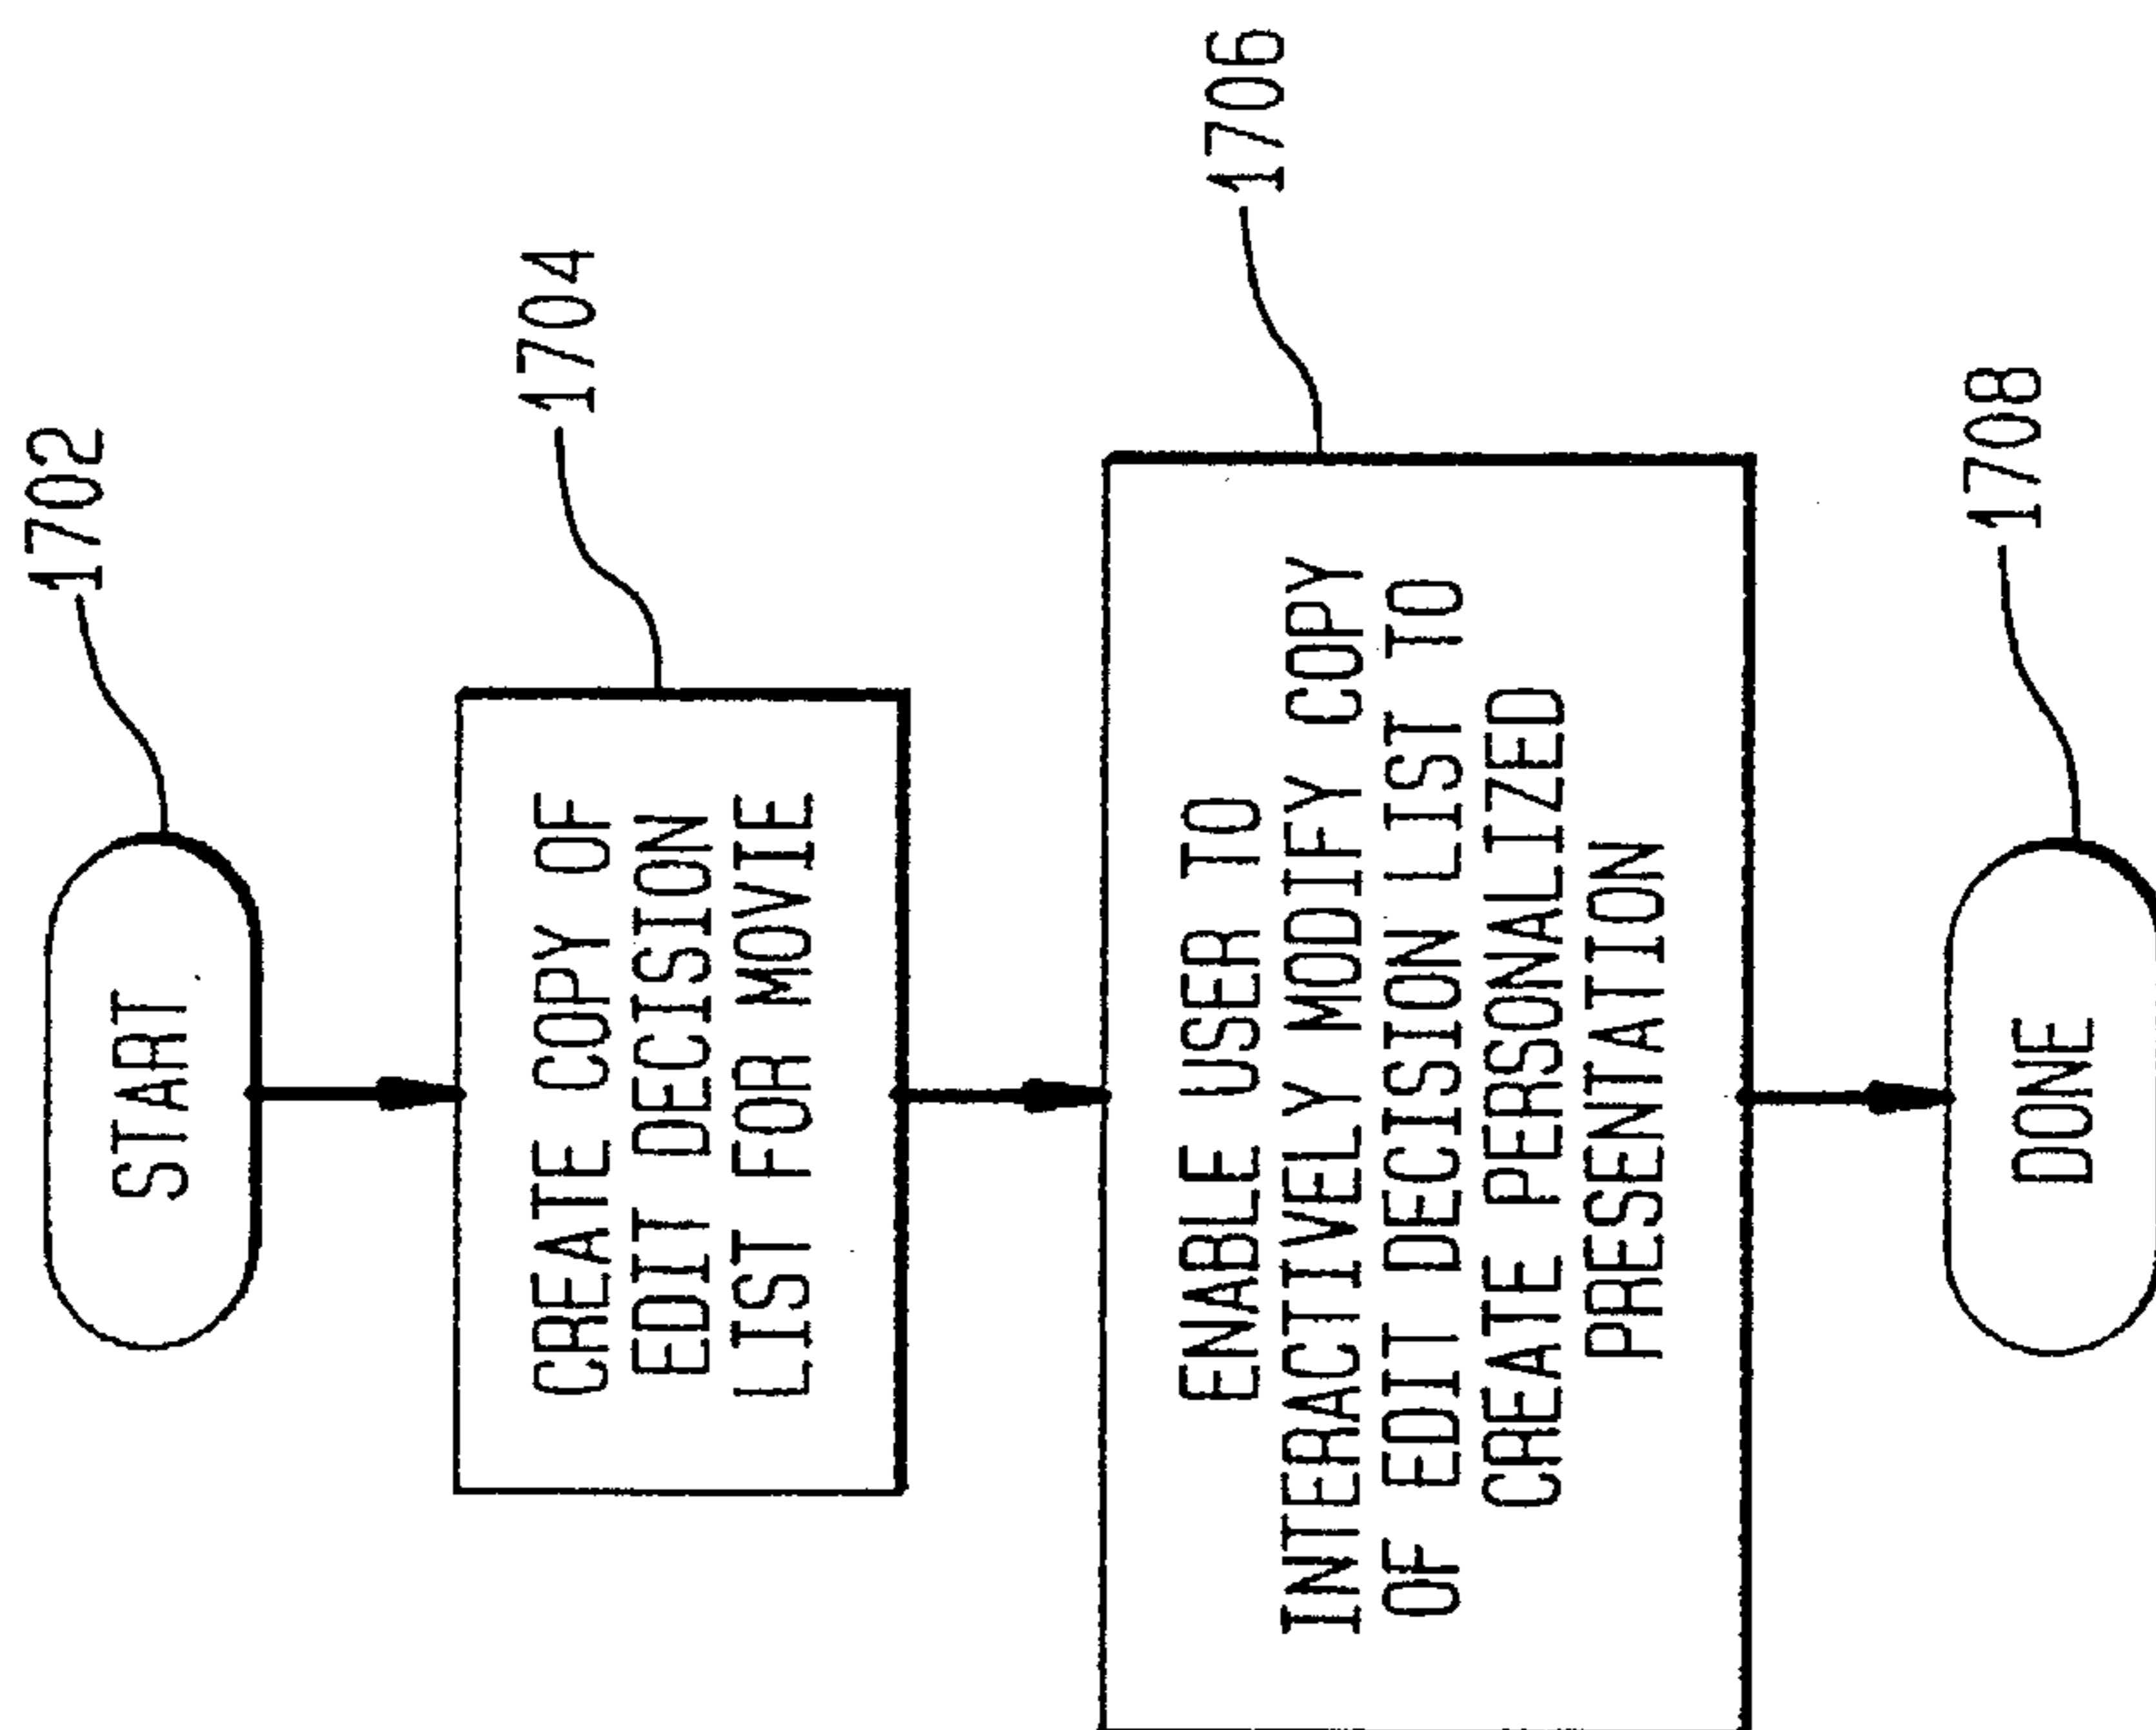 START
1702
CREATE COPY OF
EDIT DECISION
LIST FOR MOVIE
1704
ENABLE USER TO
INTERACTIVELY MODIFY COPY
OF EDIT DECISION LIST TO
CREATE PERSONALIZED
PRESENTATION
1706
DONE
1708